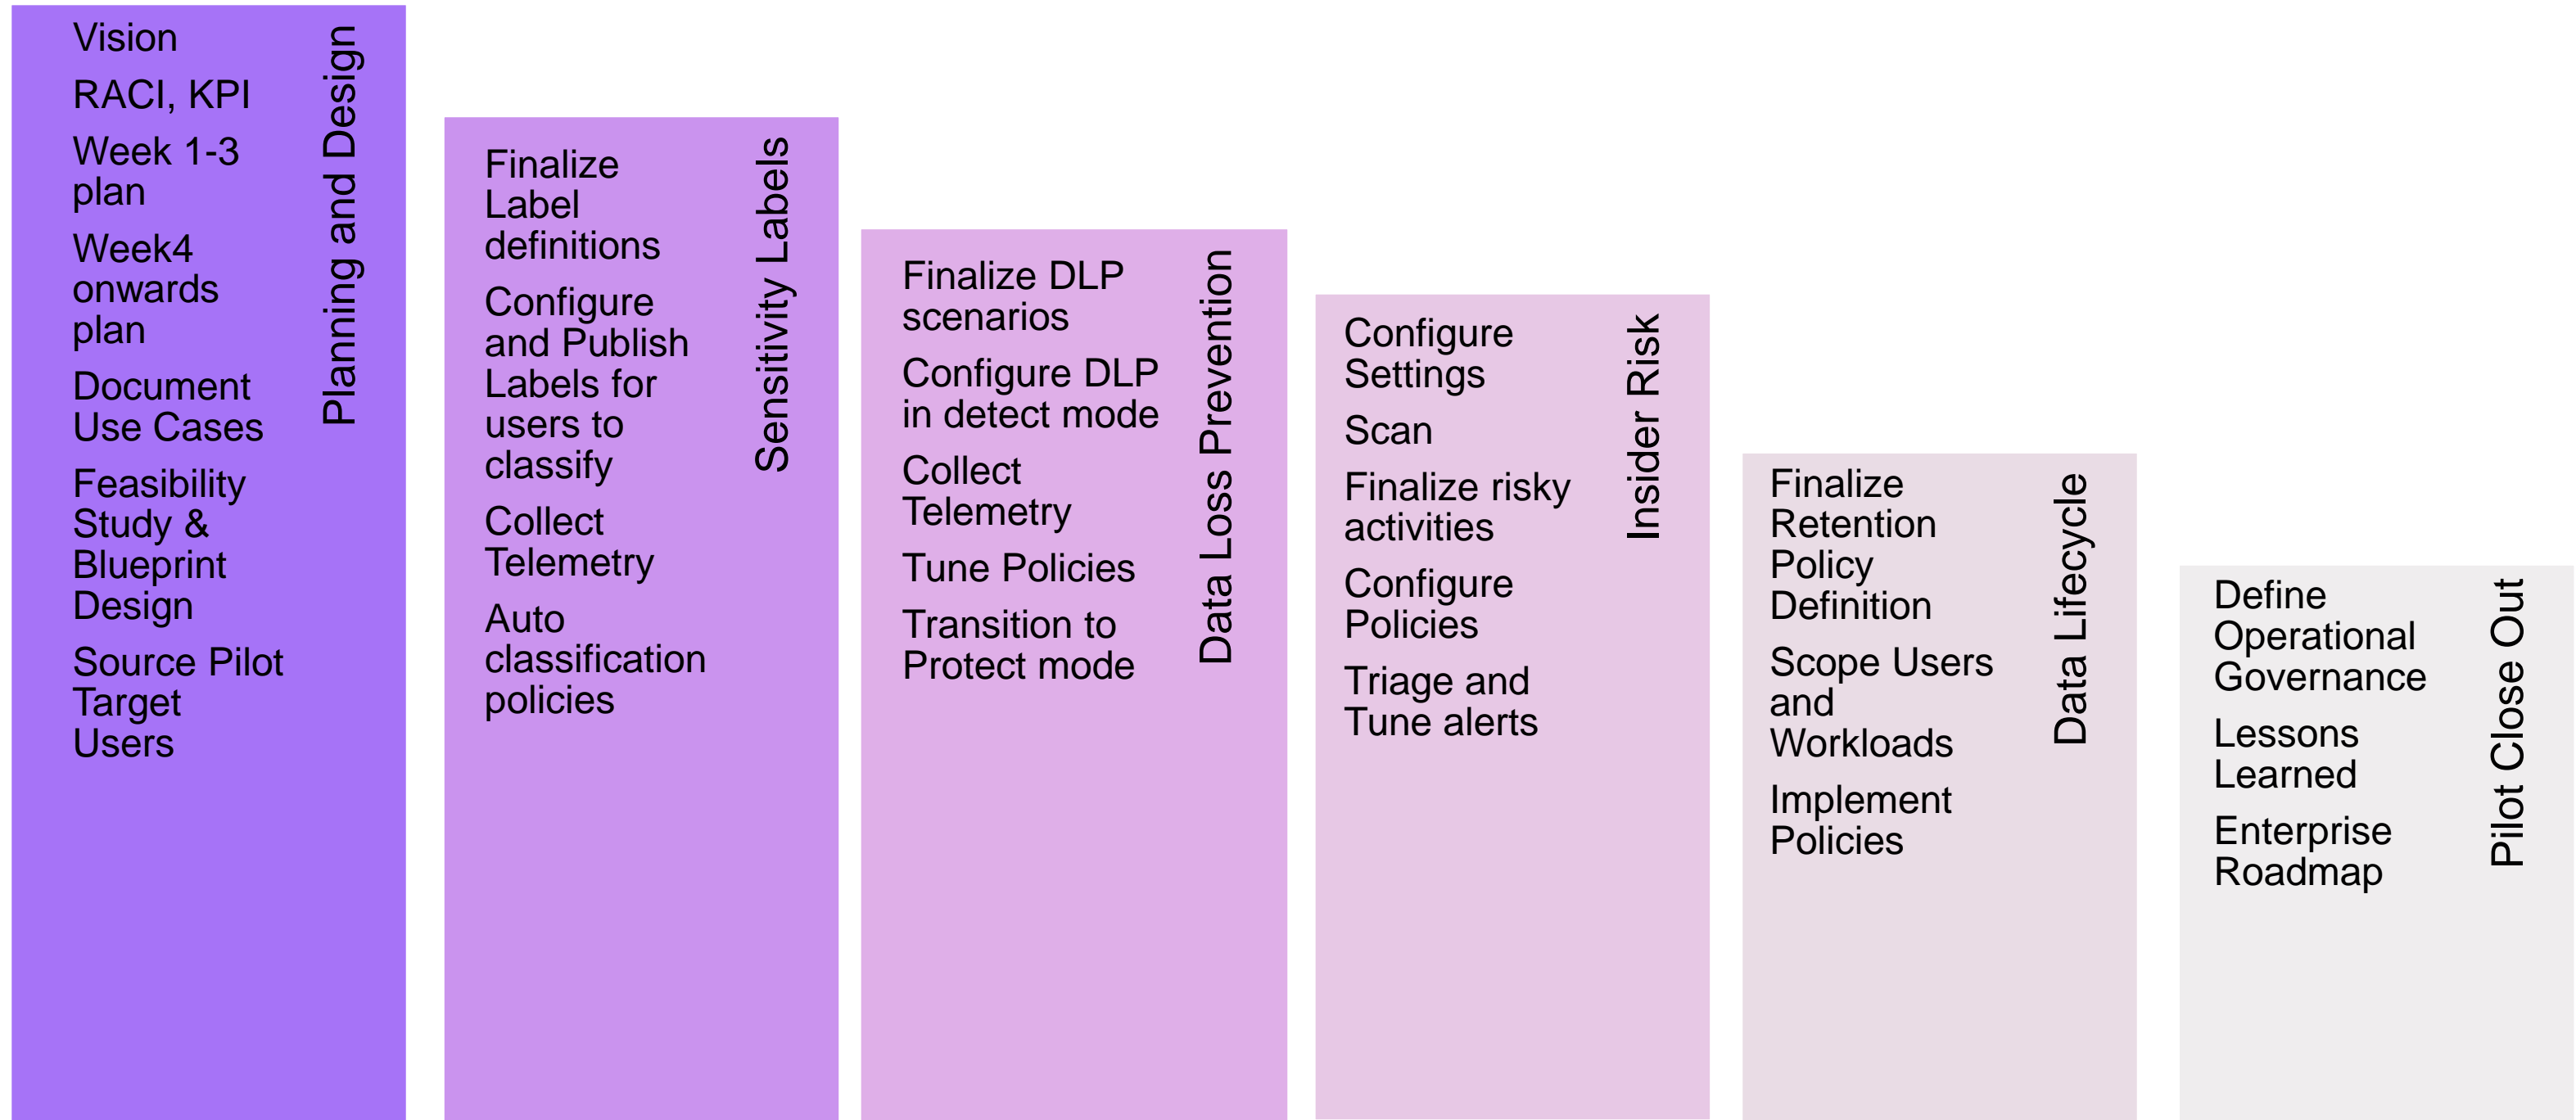 Vision
RACI, KPI
Week 1-3
plan
Week4
onwards
plan
Document
Use Cases
Feasibility
Study &
Blueprint
Design
Source Pilot
Target
Users
Planning and Design
Finalize
Label
definitions
Configure
and Publish
Labels for
users to
classify
Collect
Telemetry
Auto
classification
policies
Sensitivity Labels
Finalize DLP
scenarios
Configure DLP
in detect mode
Collect
Telemetry
Tune Policies
Transition to
Protect mode
Data Loss Prevention
Configure
Settings
Scan
Finalize risky
activities
Configure
Policies
Triage and
Tune alerts
Insider Risk
Finalize
Retention
Policy
Definition
Scope Users
and
Workloads
Implement
Policies
Data Lifecycle
Define
Operational
Governance
Lessons
Learned
Enterprise
Roadmap
Pilot Close Out